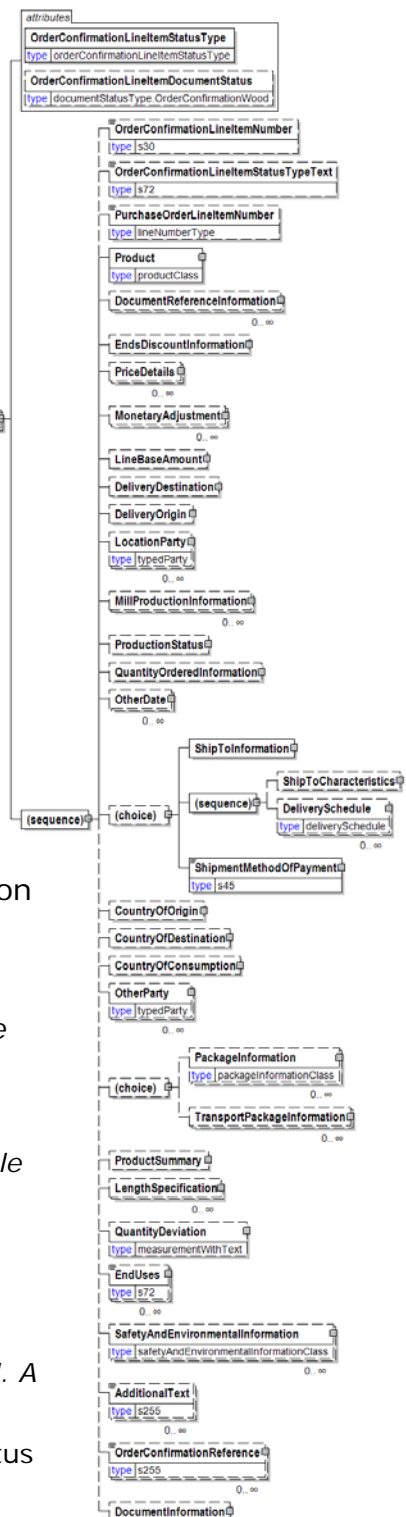 attributes
OrderConfirmationLineItemStatusType
type orderConfirmationLineItemStatusType
OrderConfirmationLineItemDocumentStatus
type documentStatusType.OrderConfirmationWood
OrderConfirmationLineItemNumber
type s30
OrderConfirmationLineItemStatusTypeText
type s72
PurchaseOrderLineItemNumber
type lineNumberType
Product
type productClass
DocumentReferenceInformation
0.. ∞
EndsDiscountInformation
PriceDetails
0.. ∞
MonetaryAdjustment
0.. ∞
LineBaseAmount
DeliveryDestination
DeliveryOrigin
LocationParty
type typedParty
0.. ∞
MillProductionInformation
0.. ∞
ProductionStatus
QuantityOrderedInformation
OtherDate
0.. ∞
ShipToInformation
ShipToCharacteristics
(sequence) (choice) (sequence) DeliverySchedule
type deliverySchedule
0.. ∞
ShipmentMethodOfPayment
type s45
on
CountryOfOrigin
CountryOfDestination
CountryOfConsumption
OtherParty
type typedParty
0.. ∞
e
PackageInformation
type packageInformationClass
0.. ∞
(choice)
TransportPackageInformation
0.. ∞
le
ProductSummary
LengthSpecification
0.. ∞
QuantityDeviation
type measurementWithText
EndUses
type s72
0.. ∞
SafetyAndEnvironmentalInformation
type safetyAndEnvironmentalInformationClass
0.. ∞
l. A
AdditionalText
type s255
0.. ∞
tus
OrderConfirmationReference
type s255
0.. ∞
DocumentInformation